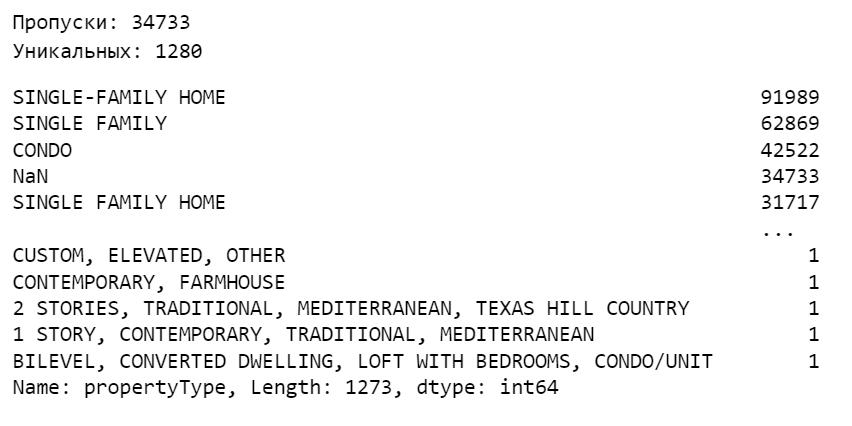 Пропуски: 34733
Уникальных: 1280
SINGLE-FAMILY HOME 91989
SINGLE FAMILY 62869
CONDO 42522
NaN 34733
SINGLE FAMILY HOME 31717
...
CUSTOM, ELEVATED, OTHER 1
CONTEMPORARY, FARMHOUSE 1
2 STORIES, TRADITIONAL, MEDITERRANEAN, TEXAS HILL COUNTRY 1
1 STORY, CONTEMPORARY, TRADITIONAL, MEDITERRANEAN 1
BILEVEL, CONVERTED DWELLING, LOFT WITH BEDROOMS, CONDO/UNIT 1
Name: propertyType, Length: 1273, dtype: int64